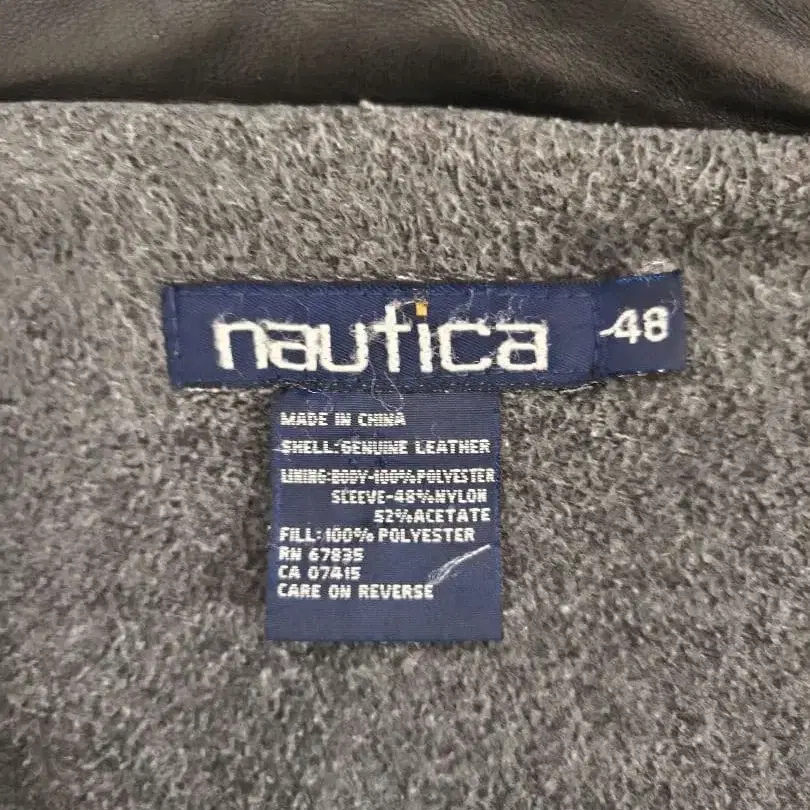 nautica 48
MADE IN CHINA
SHELL:GENUINE LEATHER
LINING-BODY-100%POLYESTER
SLEEVE-48%NYLON
52%ACETATE
FILL:100% POLYESTER
RN 67835
CA 07415
CARE ON REVERSE